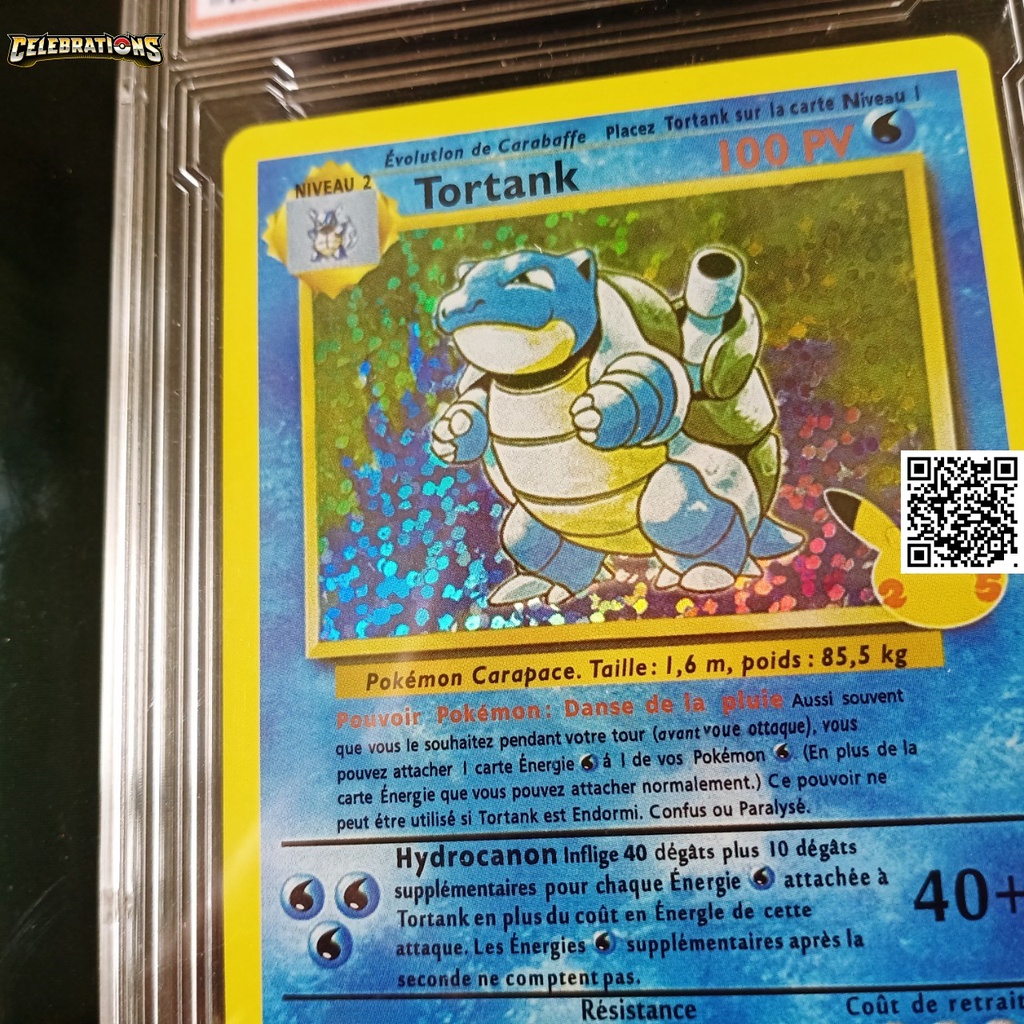 CELEBRATIONS
Évolution de Carabaffe Placez Tortank sur la carte Niveau 1
100 PV
NIVEAU 2
Tortank
2 5
Pokémon Carapace. Taille: 1,6 m, poids : 85,5 kg
Pouvoir Pokémon: Danse de la pluie Aussi souvent
que vous le souhaitez pendant votre tour (avant voue attaque), vous
pouvez attacher 1 carte Énergie á 1 de vos Pokémon . (En plus de la
carte Énergie que vous pouvez attacher normalement.) Ce pouvoir ne
peut étre utilisé si Tortank est Endormi. Confus ou Paralysé.
Hydrocanon Inflige 40 dégâts plus 10 dégâts
supplémentaires pour chaque Énergie attachée à
Tortank en plus du coût en Énergie de cette
attaque. Les Énergies supplémentaires après la
seconde ne comptent pas.
40+
Résistance
Coût de retrait